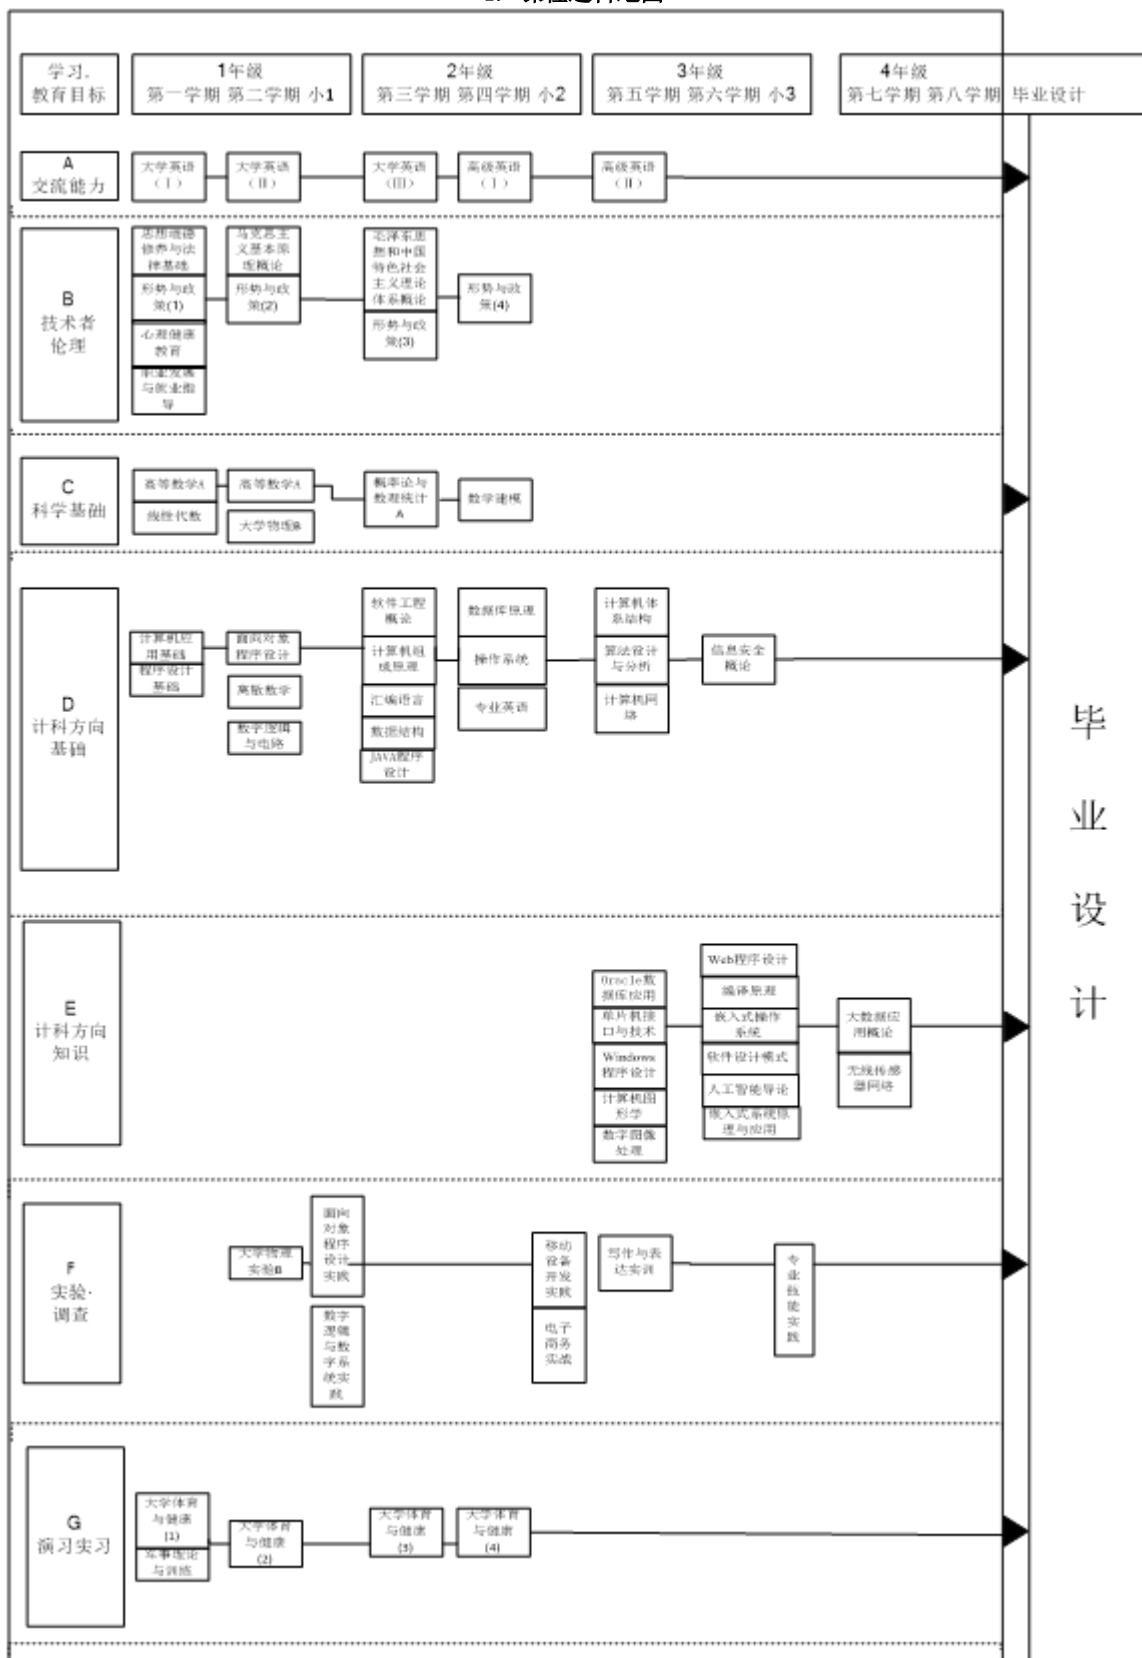 学习.
教育目标
1年级
第一学期 第二学期 小1
2年级
第三学期 第四学期 小2
3年级
第五学期 第六学期 小3
4年级
第七学期 第八学期 毕业设计
A
交流能力
大学英语
（Ⅰ）
大学英语
（Ⅱ）
大学英语
（Ⅲ）
高级英语
（Ⅰ）
高级英语
（Ⅱ）
B
技术者
伦理
思想道德
修养与法
律基础
形势与政
策(1)
心理健康
教育
职业发展
与就业指
导
马克思主
义基本原
理概论
形势与政
策(2)
毛泽东思
想和中国
特色社会
主义理论
体系概论
形势与政
策(3)
形势与政
策(4)
C
科学基础
高等数学A
线性代数
高等数学A
大学物理B
概率论与
数理统计
A
数学建模
D
计科方向
基础
计算机应
用基础
程序设计
基础
面向对象
程序设计
离散数学
数字逻辑
与电路
软件工程
概论
计算机组
成原理
汇编语言
数据结构
JAVA程序
设计
数据库原理
操作系统
专业英语
计算机体
系结构
算法设计
与分析
计算机网
络
信息安全
概论
E
计科方向
知识
Oracle数
据库应用
单片机接
口与技术
Windows
程序设计
计算机图
形学
数字图像
处理
Web程序设计
编译原理
嵌入式操作
系统
软件设计模式
人工智能导论
嵌入式系统原
理与应用
大数据应
用概论
无线传感
器网络
F
实验·
调查
大学物理
实验B
面向
对象
程序
设计
实践
数字
逻辑
与数
字系
统实
践
移动
设备
开发
实践
电子
商务
实战
写作与表
达实训
专
业
技
能
实
践
G
演习实习
大学体育
与健康
(1)
军事理论
与训练
大学体育
与健康
(2)
大学体育
与健康
(3)
大学体育
与健康
(4)
毕
业
设
计